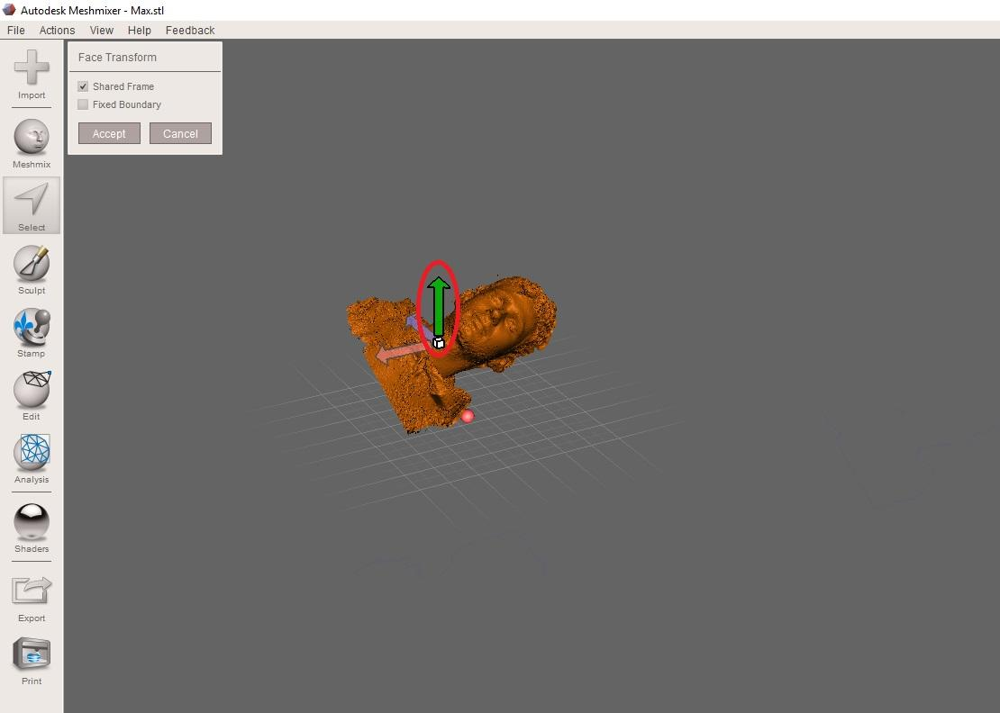 Autodesk Meshmixer - Max.stl
File Actions View Help Feedback
Face Transform
Shared Frame
Fixed Boundary
Accept Cancel
Import
Meshmix
Select
Sculpt
Stamp
Edit
Analysis
Shaders
Export
Print